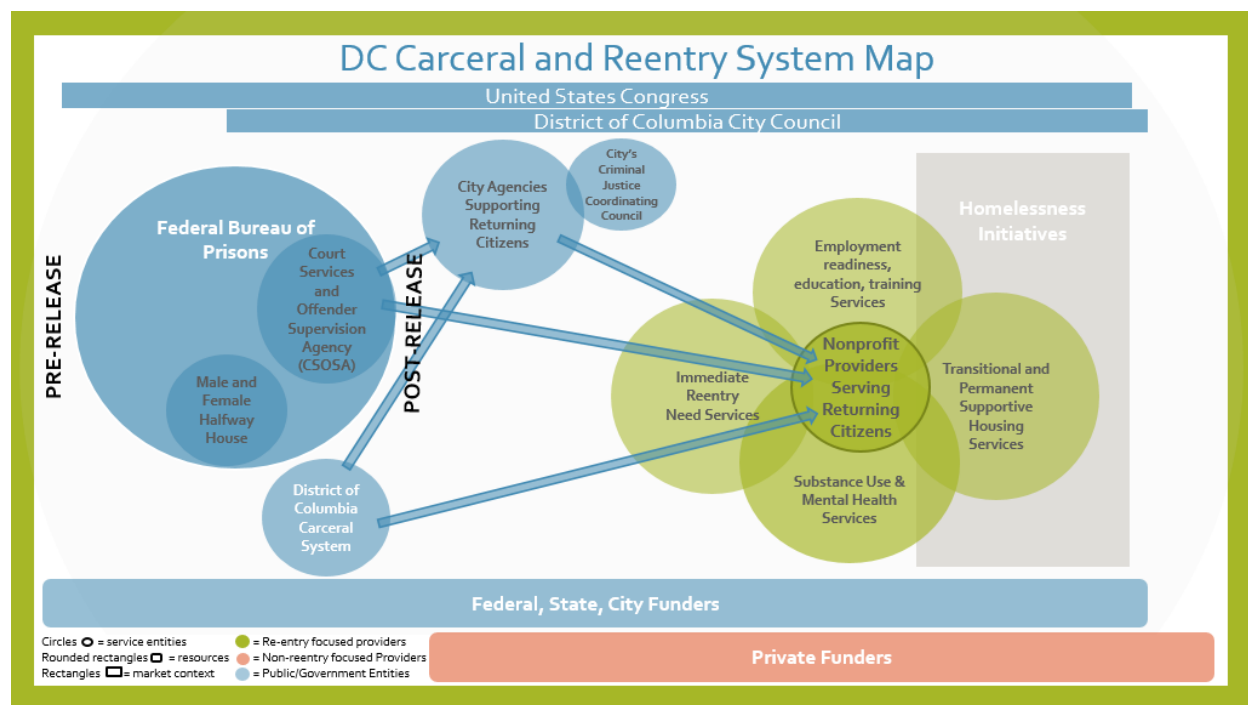 DC Carceral and Reentry System Map
United States Congress
District of Columbia City Council
PRE-RELEASE
Federal Bureau of
Prisons
Court
Services
and
Offender
Supervision
Agency
(CSOSA)
Male and
Female
Halfway
House
District of
Columbia
Carceral
System
POST-RELEASE
City Agencies
Supporting
Returning
Citizens
City's
Criminal
Justice
Coordinating
Council
Homelessness
Initiatives
Employment
readiness,
education, training
Services
Immediate
Reentry
Need Services
Nonprofit
Providers
Serving
Returning
Citizens
Transitional and
Permanent
Supportive
Housing
Services
Substance Use &
Mental Health
Services
Federal, State, City Funders
Private Funders
Circles = service entities
Rounded rectangles = resources
Rectangles = market context
= Re-entry focused providers
= Non-reentry focused Providers
= Public/Government Entities